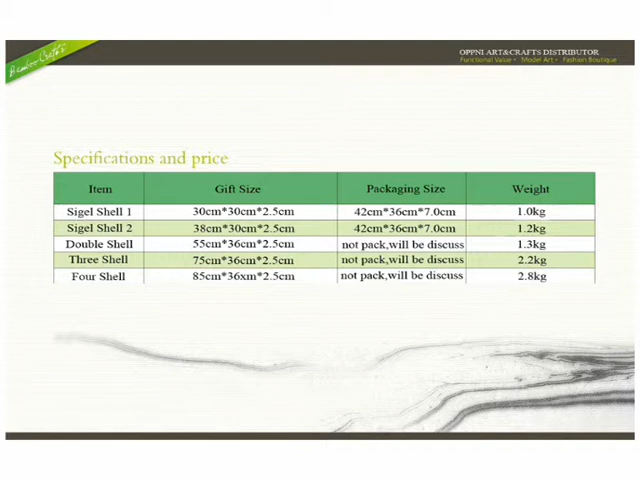 Bamboo Crafts
OPPNI ART&CRAFTS DISTRIBUTOR
Functional Value • Model Art • Fashion Boutique
Specifications and price
Item Gift Size Packaging Size Weight
Sigel Shell 1 30cm*30cm*2.5cm 42cm*36cm*7.0cm 1.0kg
Sigel Shell 2 38cm*30cm*2.5cm 42cm*36cm*7.0cm 1.2kg
Double Shell 55cm*36cm*2.5cm not pack,will be discuss 1.3kg
Three Shell 75cm*36cm*2.5cm not pack,will be discuss 2.2kg
Four Shell 85cm*36xm*2.5cm not pack,will be discuss 2.8kg